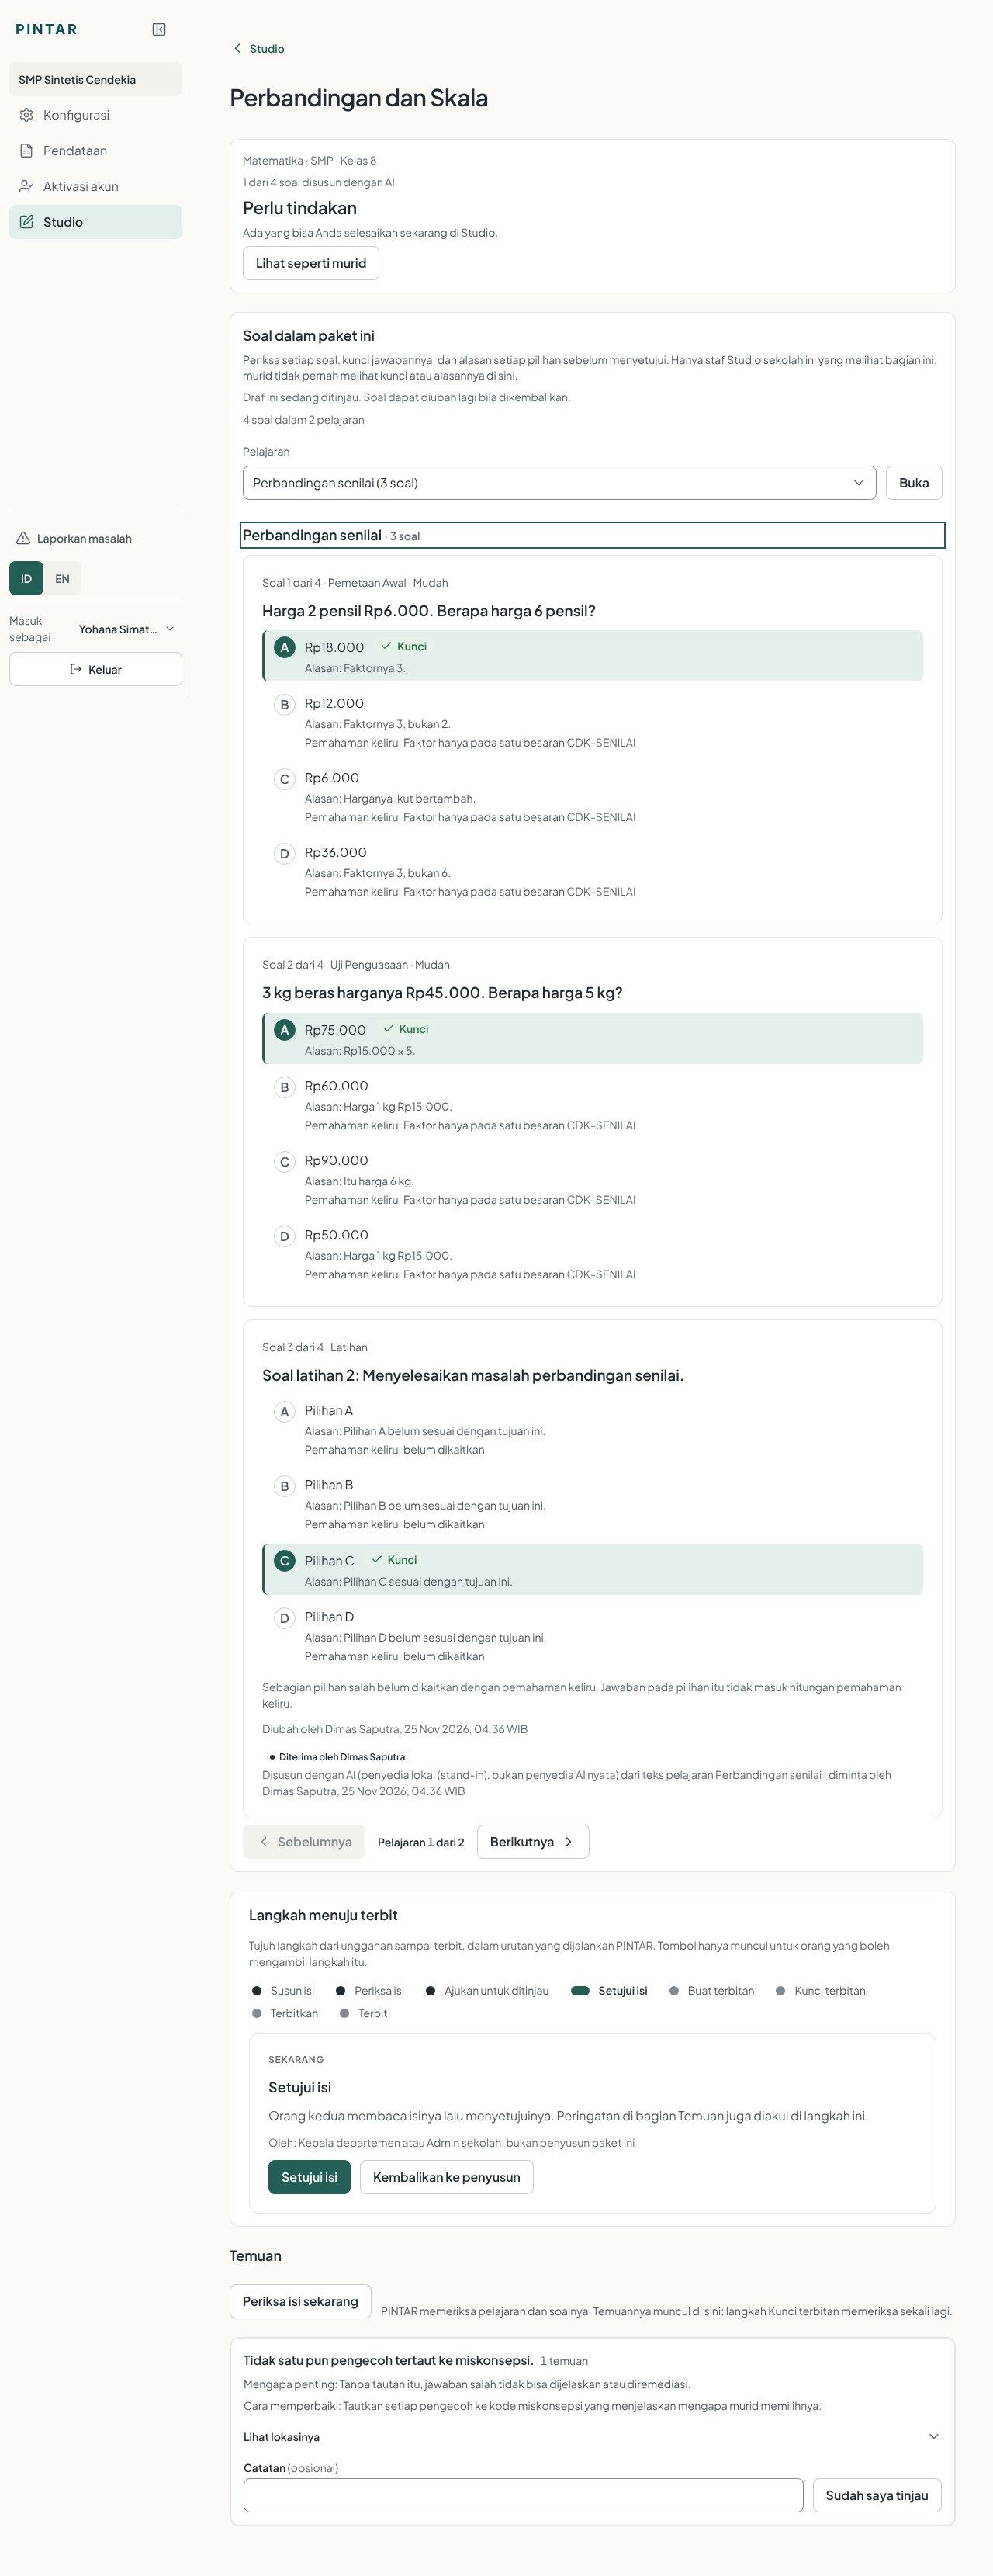 PINTAR
SMP Sintetis Cendekia
Konfigurasi
Pendataan
Aktivasi akun
Studio
Laporkan masalah
ID EN
Masuk sebagai
Yohana Simat...
Keluar
Studio
Perbandingan dan Skala
Matematika · SMP · Kelas 8
1 dari 4 soal disusun dengan AI
Perlu tindakan
Ada yang bisa Anda selesaikan sekarang di Studio.
Lihat seperti murid
Soal dalam paket ini
Periksa setiap soal, kunci jawabannya, dan alasan setiap pilihan sebelum menyetujui. Hanya staf Studio sekolah ini yang melihat bagian ini;
murid tidak pernah melihat kunci atau alasannya di sini.
Draf ini sedang ditinjau. Soal dapat diubah lagi bila dikembalikan.
4 soal dalam 2 pelajaran
Pelajaran
Perbandingan senilai (3 soal)
Buka
Perbandingan senilai · 3 soal
Soal 1 dari 4 · Pemetaan Awal · Mudah
Harga 2 pensil Rp6.000. Berapa harga 6 pensil?
A Rp18.000 Kunci
Alasan: Faktornya 3.
B Rp12.000
Alasan: Faktornya 3, bukan 2.
Pemahaman keliru: Faktor hanya pada satu besaran CDK-SENILAI
C Rp6.000
Alasan: Harganya ikut bertambah.
Pemahaman keliru: Faktor hanya pada satu besaran CDK-SENILAI
D Rp36.000
Alasan: Faktornya 3, bukan 6.
Pemahaman keliru: Faktor hanya pada satu besaran CDK-SENILAI
Soal 2 dari 4 · Uji Penguasaan · Mudah
3 kg beras harganya Rp45.000. Berapa harga 5 kg?
A Rp75.000 Kunci
Alasan: Rp15.000 × 5.
B Rp60.000
Alasan: Harga 1 kg Rp15.000.
Pemahaman keliru: Faktor hanya pada satu besaran CDK-SENILAI
C Rp90.000
Alasan: Itu harga 6 kg.
Pemahaman keliru: Faktor hanya pada satu besaran CDK-SENILAI
D Rp50.000
Alasan: Harga 1 kg Rp15.000.
Pemahaman keliru: Faktor hanya pada satu besaran CDK-SENILAI
Soal 3 dari 4 · Latihan
Soal latihan 2: Menyelesaikan masalah perbandingan senilai.
A Pilihan A
Alasan: Pilihan A belum sesuai dengan tujuan ini.
Pemahaman keliru: belum dikaitkan
B Pilihan B
Alasan: Pilihan B belum sesuai dengan tujuan ini.
Pemahaman keliru: belum dikaitkan
C Pilihan C Kunci
Alasan: Pilihan C sesuai dengan tujuan ini.
D Pilihan D
Alasan: Pilihan D belum sesuai dengan tujuan ini.
Pemahaman keliru: belum dikaitkan
Sebagian pilihan salah belum dikaitkan dengan pemahaman keliru. Jawaban pada pilihan itu tidak masuk hitungan pemahaman
keliru.
Diubah oleh Dimas Saputra, 25 Nov 2026, 04.36 WIB
Diterima oleh Dimas Saputra
Disusun dengan AI (penyedia lokal (stand-in), bukan penyedia AI nyata) dari teks pelajaran Perbandingan senilai · diminta oleh
Dimas Saputra, 25 Nov 2026, 04.36 WIB
Sebelumnya
Pelajaran 1 dari 2
Berikutnya
Langkah menuju terbit
Tujuh langkah dari unggahan sampai terbit, dalam urutan yang dijalankan PINTAR. Tombol hanya muncul untuk orang yang boleh
mengambil langkah itu.
Susun isi Periksa isi Ajukan untuk ditinjau Setujui isi Buat terbitan Kunci terbitan
Terbitkan Terbit
SEKARANG
Setujui isi
Orang kedua membaca isinya lalu menyetujuinya. Peringatan di bagian Temuan juga diakui di langkah ini.
Oleh: Kepala departemen atau Admin sekolah, bukan penyusun paket ini
Setujui isi
Kembalikan ke penyusun
Temuan
Periksa isi sekarang
PINTAR memeriksa pelajaran dan soalnya. Temuannya muncul di sini; langkah Kunci terbitan memeriksa sekali lagi.
Tidak satu pun pengecoh tertaut ke miskonsepsi. 1 temuan
Mengapa penting: Tanpa tautan itu, jawaban salah tidak bisa dijelaskan atau diremediasi.
Cara memperbaiki: Tautkan setiap pengecoh ke kode miskonsepsi yang menjelaskan mengapa murid memilihnya.
Lihat lokasinya
Catatan (opsional)
Sudah saya tinjau